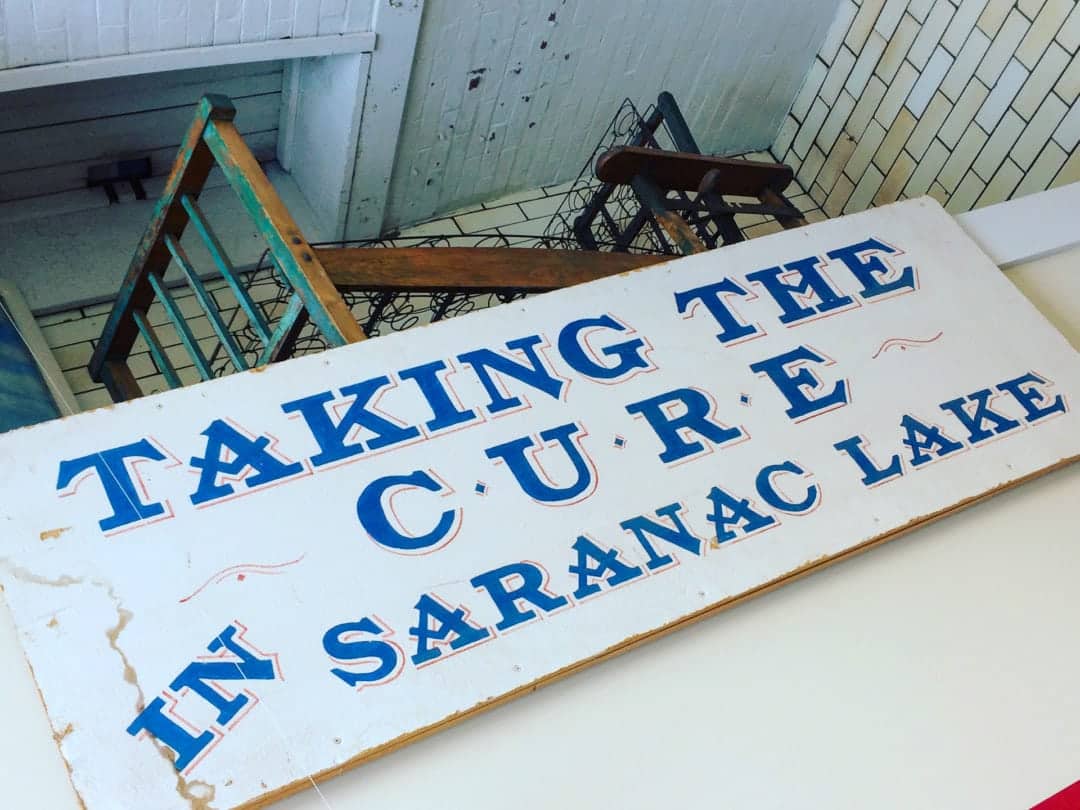 TAKING THE
C·U·R·E
IN SARANAC LAKE